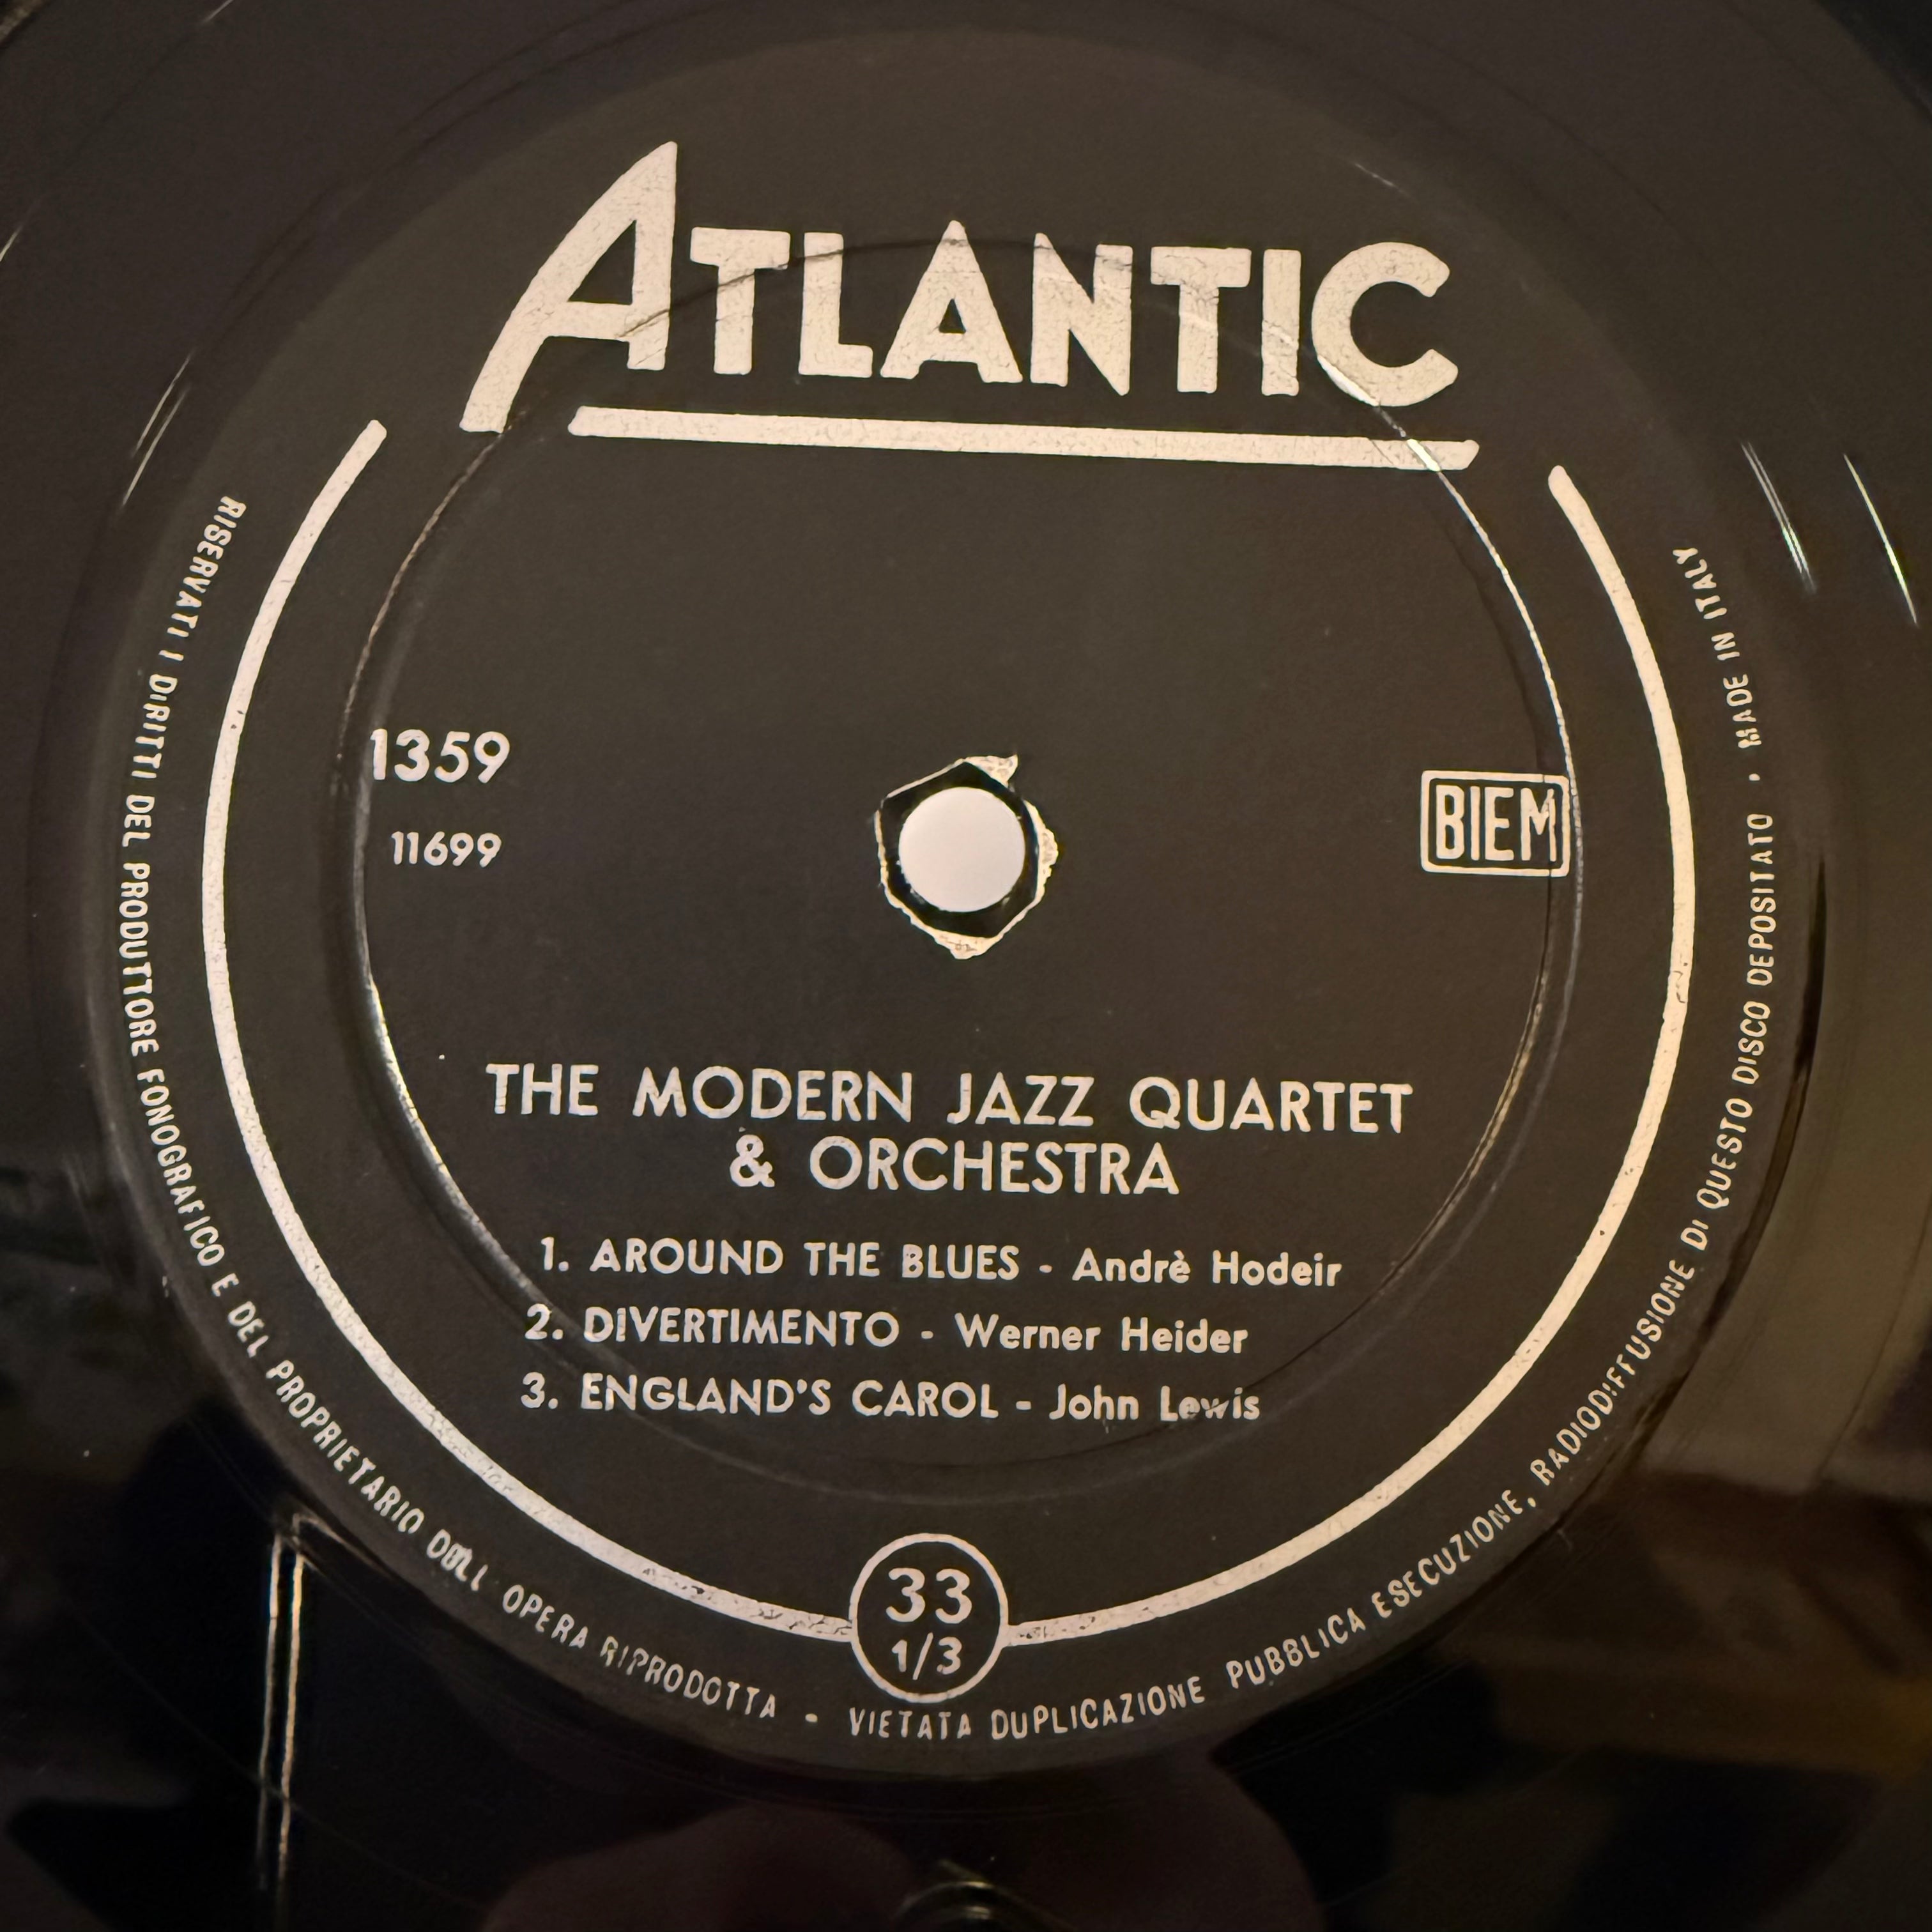 ATLANTIC
1359
11699
BIEM
THE MODERN JAZZ QUARTET
& ORCHESTRA
1. AROUND THE BLUES - Andrè Hodeir
2. DIVERTIMENTO - Werner Heider
3. ENGLAND'S CAROL - John Lewis
33
1/3
RISERVATI I DIRITTI DEL PRODUTTORE FONOGRAFICO E DEL PROPRIETARIO DELL OPERA RIPRODOTTA - VIETATA DUPLICAZIONE PUBBLICA ESECUZIONE, RADIODIFFUSIONE DI QUESTO DISCO DEPOSITATO • MADE IN ITALY